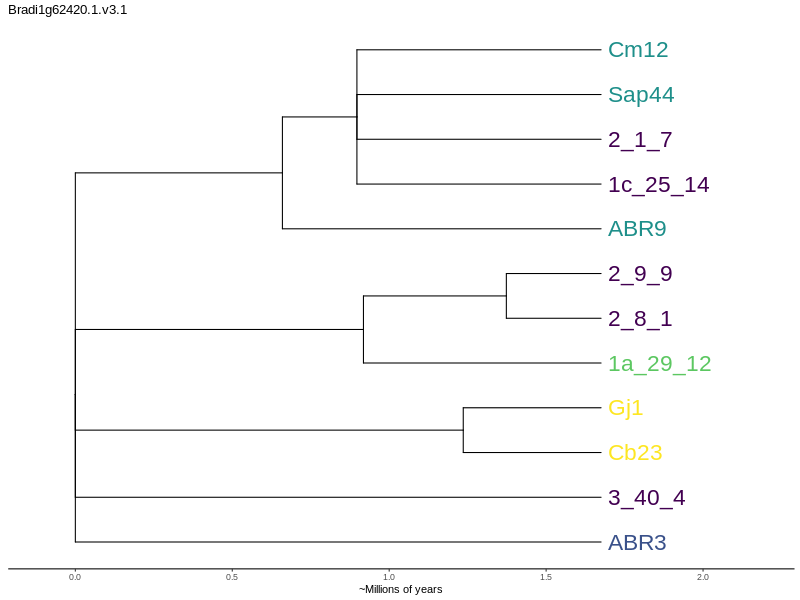 Bradi1g62420.1.v3.1
Cm12
Sap44
2_1_7
1c_25_14
ABR9
2_9_9
2_8_1
1a_29_12
Gj1
Cb23
3_40_4
ABR3
0.0 0.5 1.0 1.5 2.0
~Millions of years